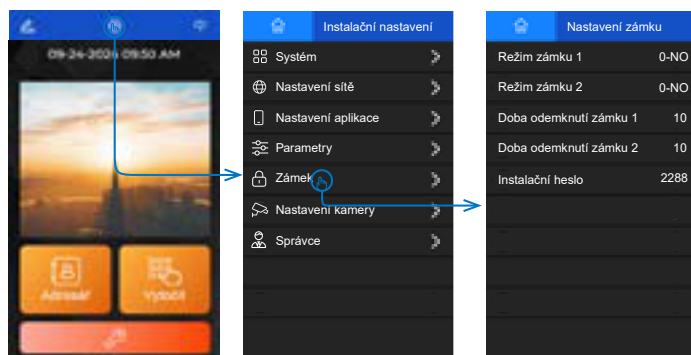 09-24-2024 09:50 AM
Adresář
Vytočit
Instalační nastavení
Systém
Nastavení sítě
Nastavení aplikace
Parametry
Zámek
Nastavení kamery
Správce
Nastavení zámku
Režim zámku 1 0-NO
Režim zámku 2 0-NO
Doba odemknutí zámku 1 10
Doba odemknutí zámku 2 10
Instalační heslo 2288